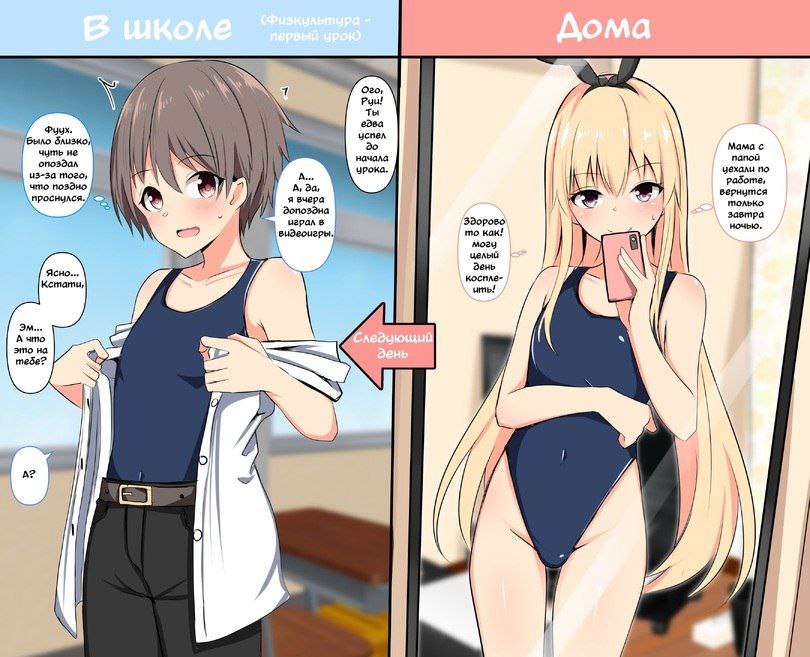 В школе
(Физкультура -
первый урок)
Дома
Ого,
Руи!
Ты
едва
успел
до
начала
урока.
Фуух.
Было близко,
чуть не
опоздал
из-за того,
что поздно
проснулся.
А...
А, да,
я вчера
допоздна
играл в
видеоигры.
Ясно...
Кстати,
Эм...
А что
это на
тебе?
А?
Следующий
день
Мама с
папой
уехали по
работе,
вернутся
только
завтра
ночью.
Здорово
то как!
могу
целый
день
коспле-
ить!